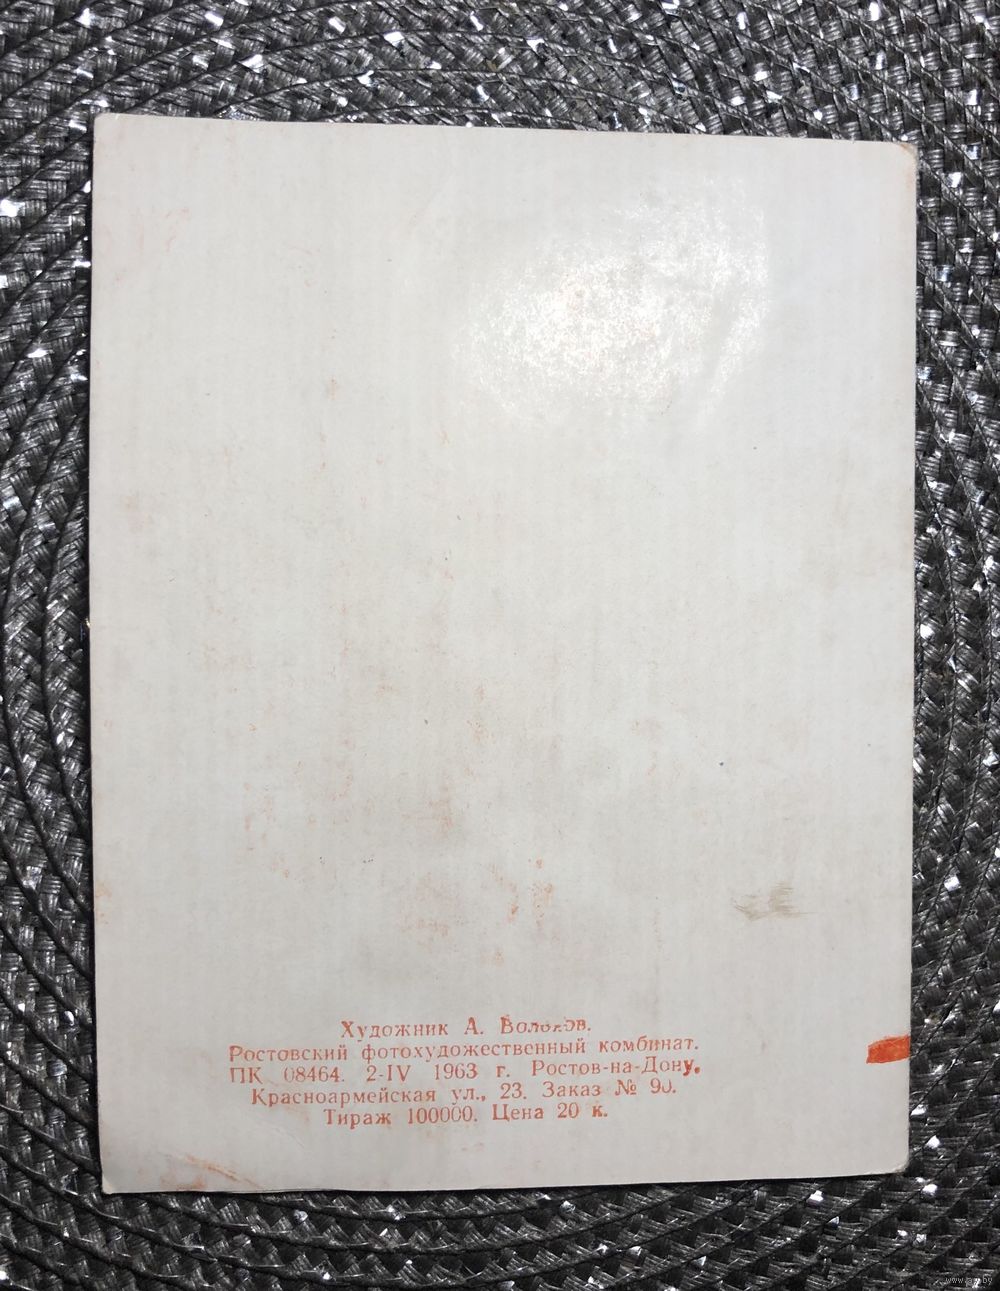 Художник А.
Ростовский фотохудожественный комбинат.
ПК 08464. 2-IV 1963 г. Ростов-на-Дону,
Красноармейская ул., 23. Заказ № 90.
Тираж 100000. Цена 20 к.